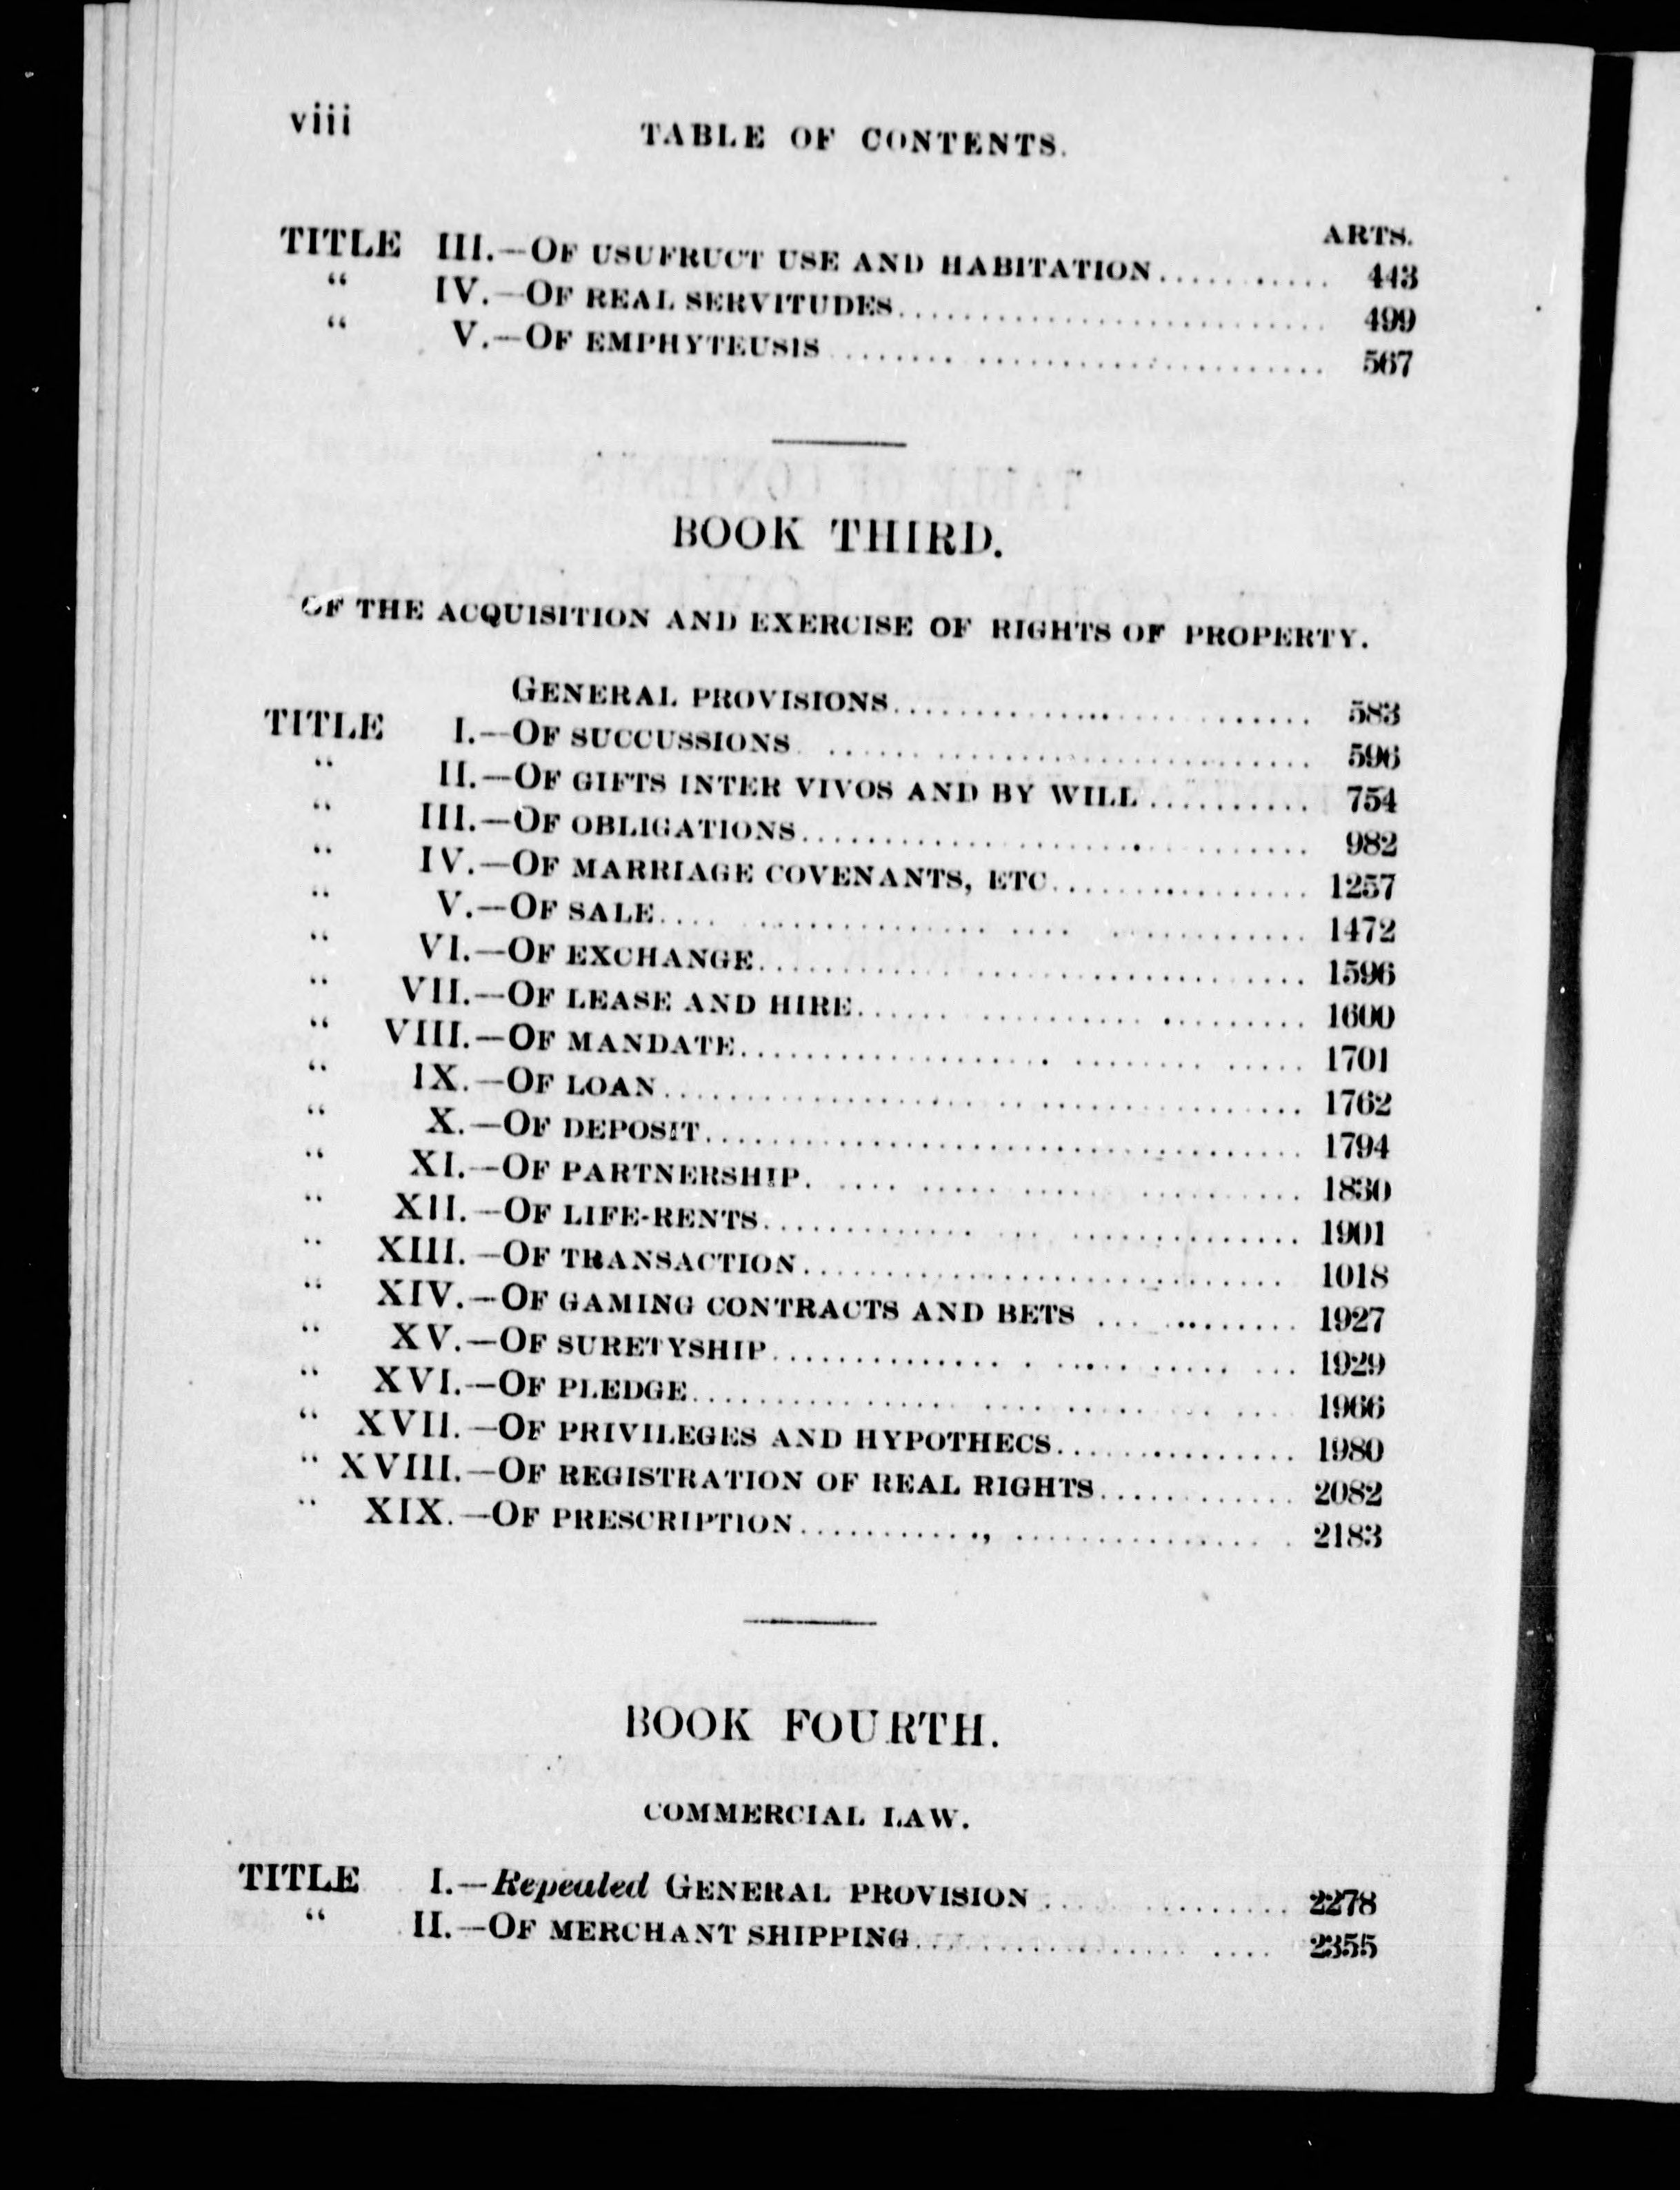 viii TABLE OF CONTENTS.
ARTS.
TITLE III.—OF USUFRUCT USE AND HABITATION........... 443
“ IV.—OF REAL SERVITUDES.......................... 499
“ V.—OF EMPHYTEUSIS .............................. 567
BOOK THIRD.
OF THE ACQUISITION AND EXERCISE OF RIGHTS OF PROPERTY.
GENERAL PROVISIONS.......................... 583
TITLE I.—OF SUCCUSSIONS .............................. 596
“ II.—OF GIFTS INTER VIVOS AND BY WILL .......... 754
“ III.—OF OBLIGATIONS............................... 982
“ IV.—OF MARRIAGE COVENANTS, ETC................ 1257
“ V.—OF SALE.... .............. .... ............ 1472
“ VI.—OF EXCHANGE................................. 1596
“ VII.—OF LEASE AND HIRE........................... 1600
“ VIII.—OF MANDATE................... ........ ..... 1701
“ IX.—OF LOAN...................................... 1762
“ X.—OF DEPOSIT.................................... 1794
“ XI.—OF PARTNERSHIP. .... ..... ..... .......... 1830
“ XII.—OF LIFE-RENTS............. ... .............. 1901
“ XIII.—OF TRANSACTION............................. 1018
“ XIV.—OF GAMING CONTRACTS AND BETS ... ......... 1927
“ XV.—OF SURETYSHIP.............. . .... ..... ... 1929
“ XVI.—OF PLEDGE................ .... ......... .... 1966
“ XVII.—OF PRIVILEGES AND HYPOTHECS............... 1980
“ XVIII.—OF REGISTRATION OF REAL RIGHTS............ 2082
“ XIX.—OF PRESCRIPTION..........., ............... . 2183
BOOK FOURTH.
COMMERCIAL LAW.
TITLE I.—Repealed GENERAL PROVISION .... ......... 2278
“ II.—OF MERCHANT SHIPPING................. .... 2355